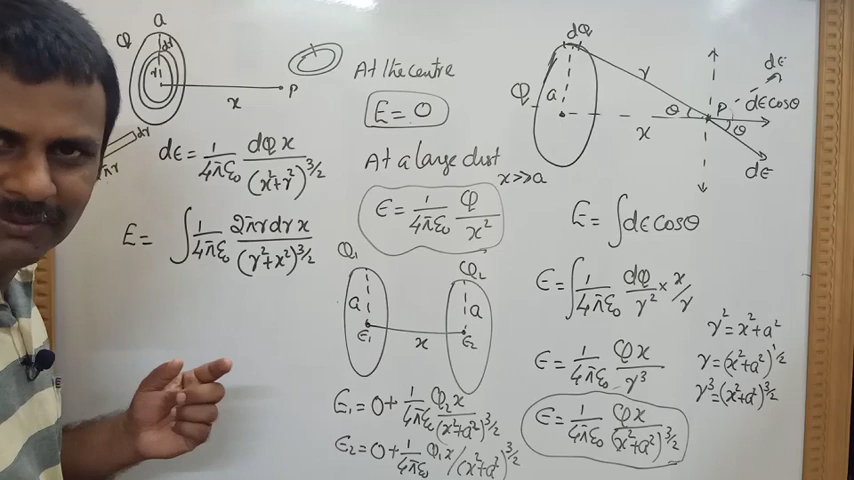 a
Q
dr
r
x
P
dr
πr
dE = 1/4πε₀ dQ x/(x²+r²)^3/2
E = ∫ 1/4πε₀ 2πrdr x/(r²+x²)^3/2
At the centre
E = 0
At a large dist
x>>a
E = 1/4πε₀ Q/x²
Q₁
Q₂
a
a
E₁
x
E₂
E₁ = 0 + 1/4πε₀ Q₂x/(x²+a²)^3/2
E₂ = 0 + 1/4πε₀ Q₁x/(x²+a²)^3/2
dQ
r
dE
Q
a
θ
P
dE cosθ
x
θ
dE
E = ∫dE cosθ
E = ∫ 1/4πε₀ dQ/r² × x/r
E = 1/4πε₀ Qx/r³
E = 1/4πε₀ Qx/(x²+a²)^3/2
r² = x²+a²
r = (x²+a²)^1/2
r³ = (x²+a²)^3/2